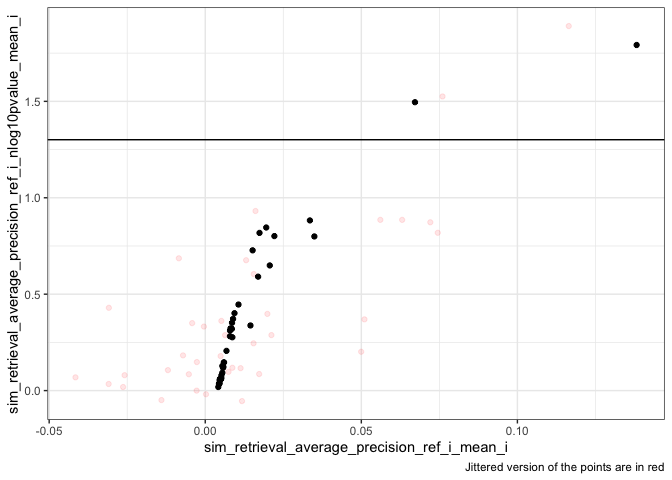 sim_retrieval_average_precision_ref_i_nlog10pvalue_mean_i
1.5
1.0
0.5
0.0
-0.05
0.00
0.05
0.10
sim_retrieval_average_precision_ref_i_mean_i
Jittered version of the points are in red